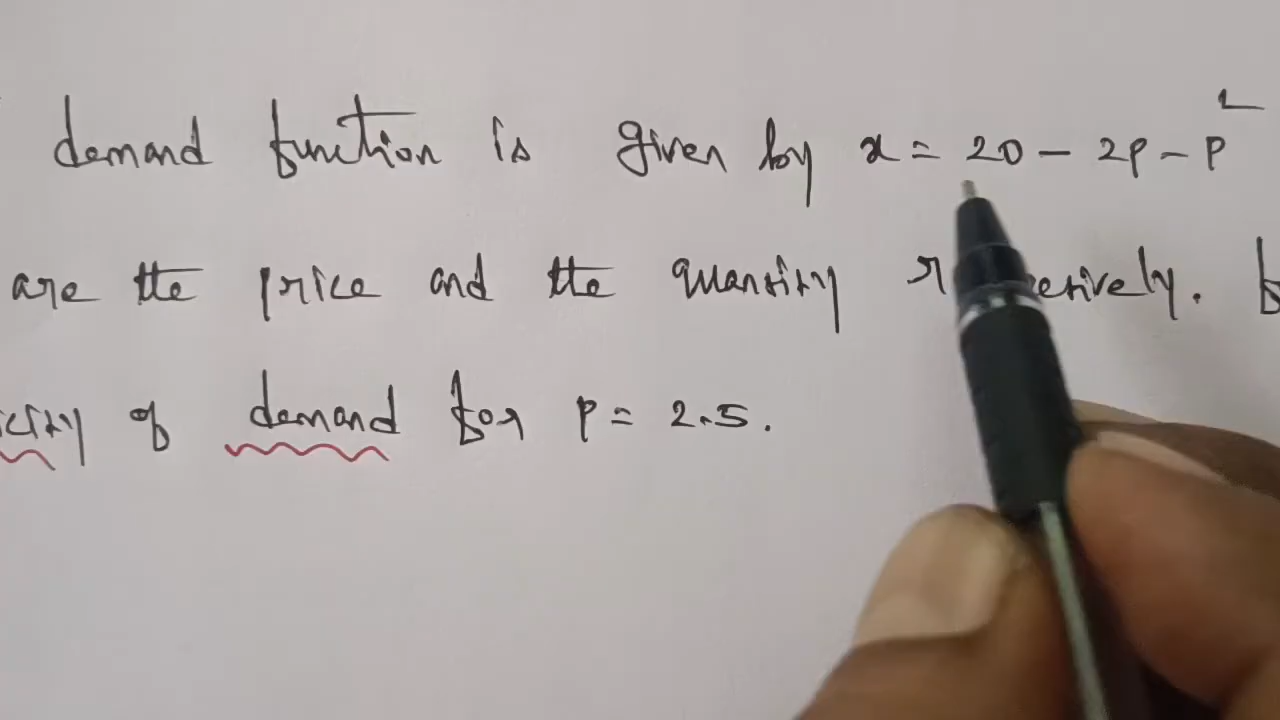 demand function is given by x = 20 - 2p - p²
are the price and the quantity
of demand for p = 2.5.